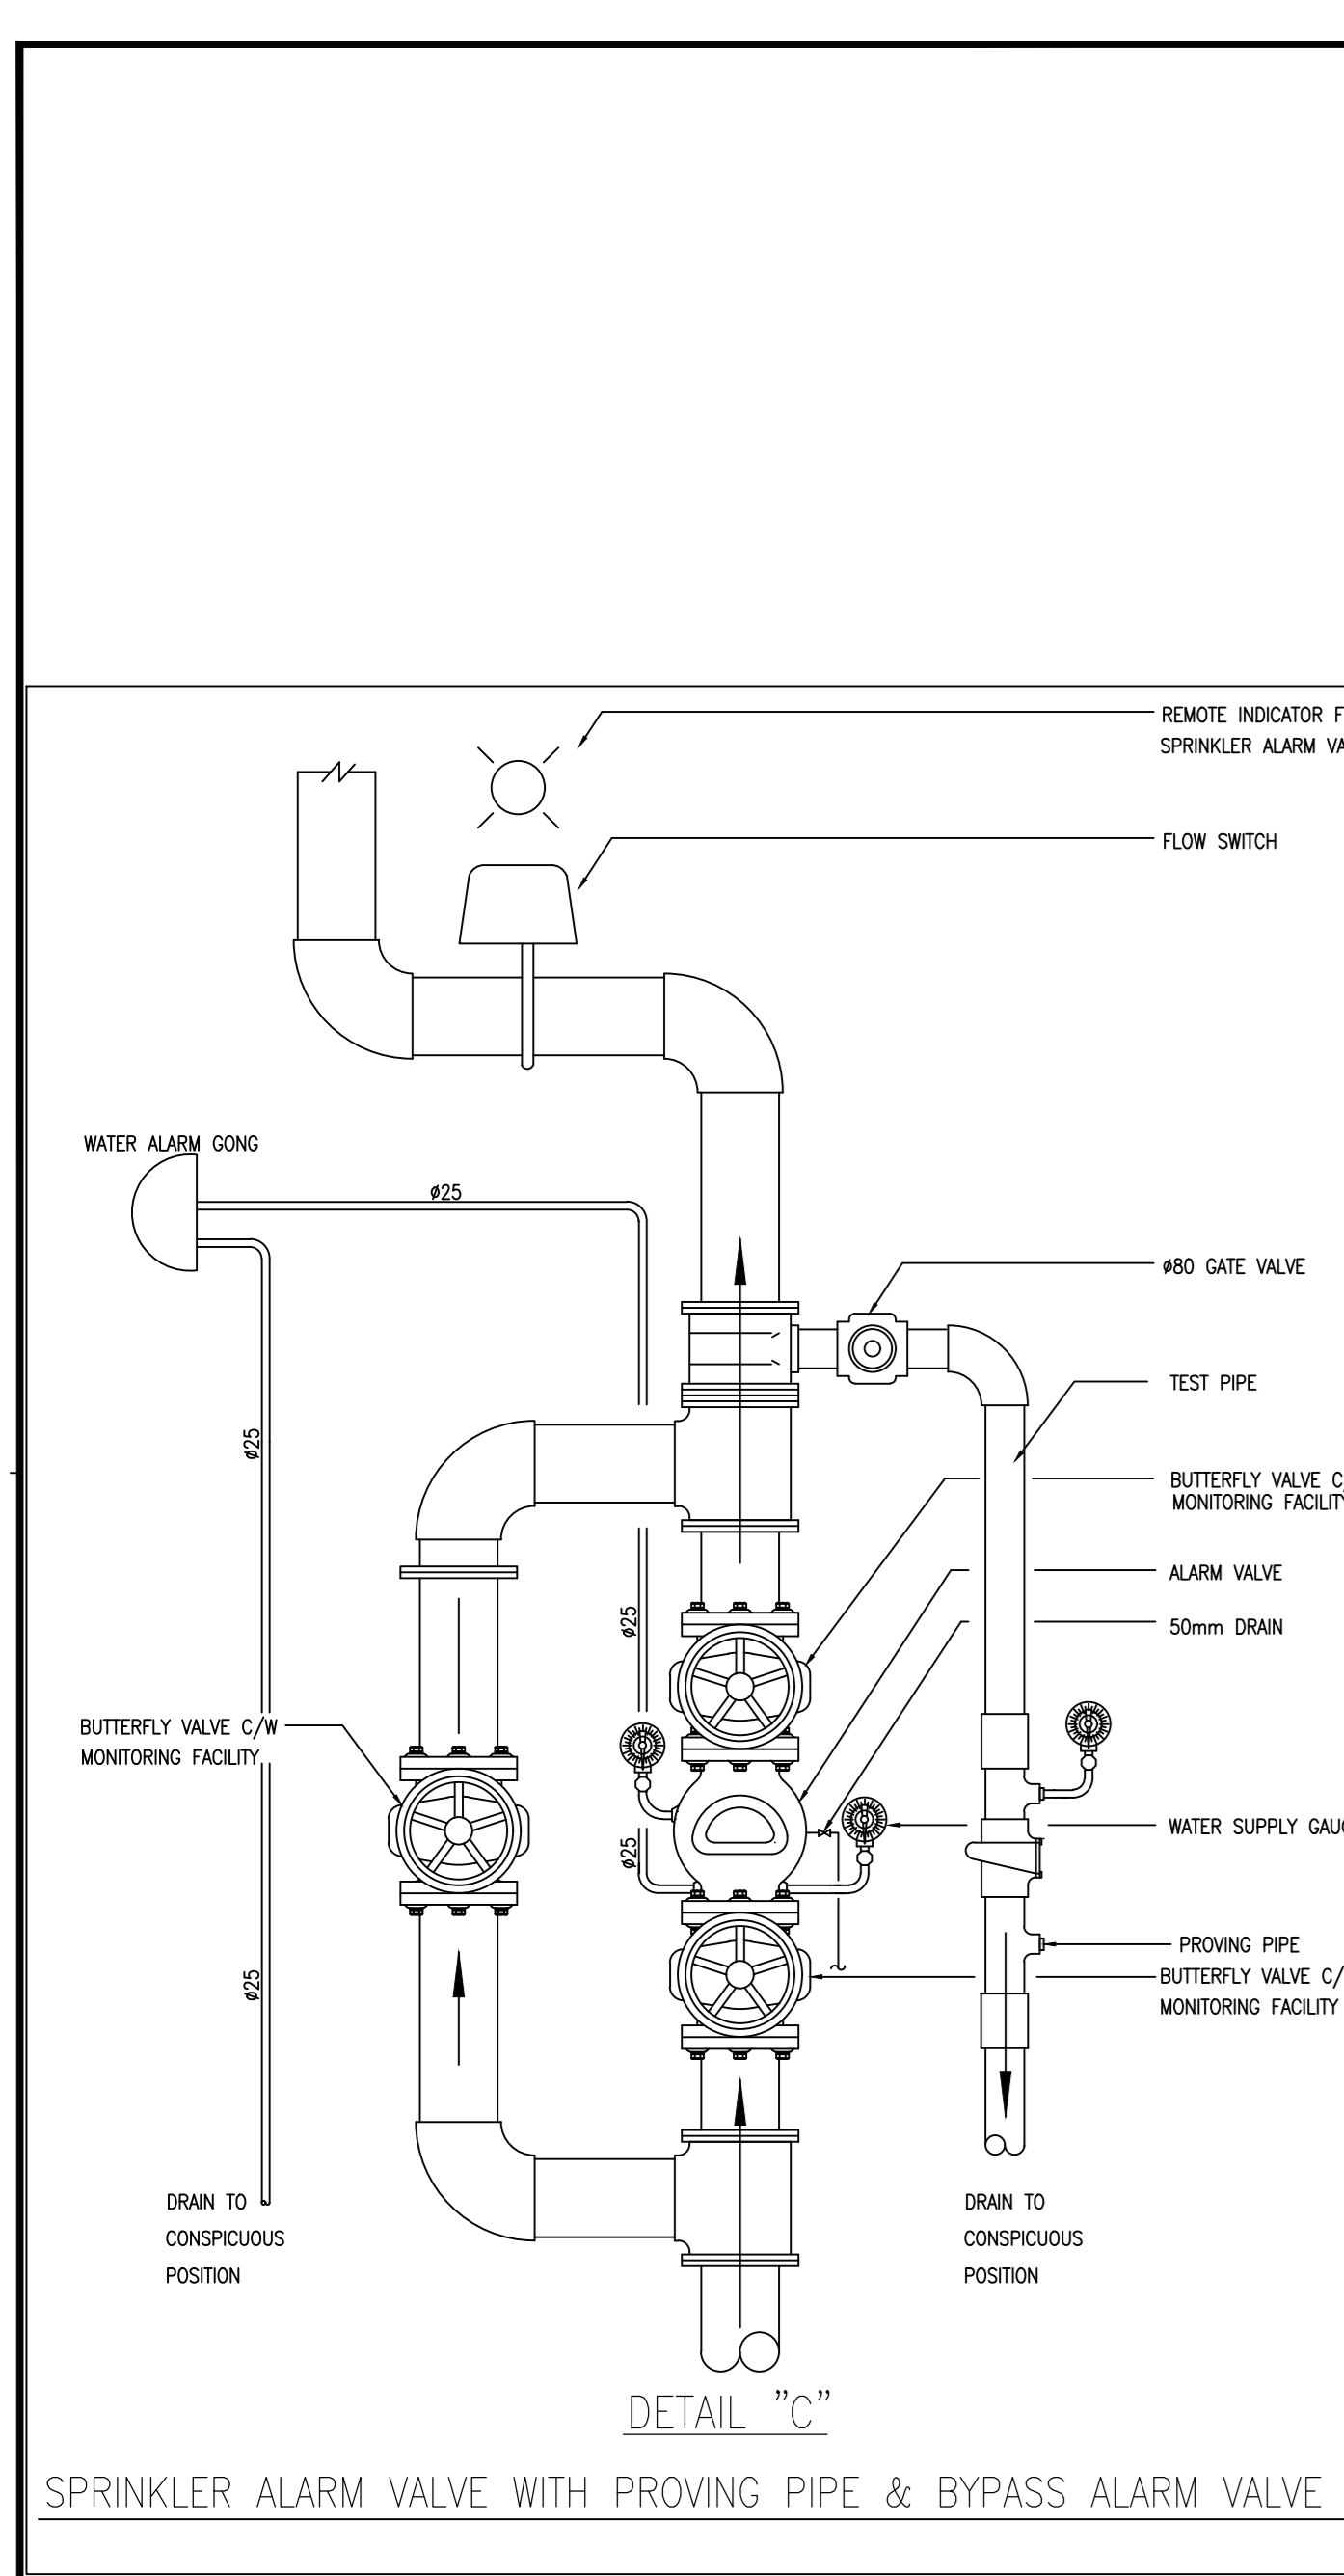 REMOTE INDICATOR
SPRINKLER ALARM
FLOW SWITCH
WATER ALARM GONG
ø25
ø80 GATE VALVE
TEST PIPE
ø25
BUTTERFLY VALVE
MONITORING FACILITY
ALARM VALVE
ø25
50mm DRAIN
BUTTERFLY VALVE C/W
MONITORING FACILITY
WATER SUPPLY
ø25
PROVING PIPE
ø25
BUTTERFLY VALVE
MONITORING FACILITY
DRAIN TO
CONSPICUOUS
POSITION
DRAIN TO
CONSPICUOUS
POSITION
DETAIL "C"
SPRINKLER ALARM VALVE WITH PROVING PIPE & BYPASS ALARM VALVE